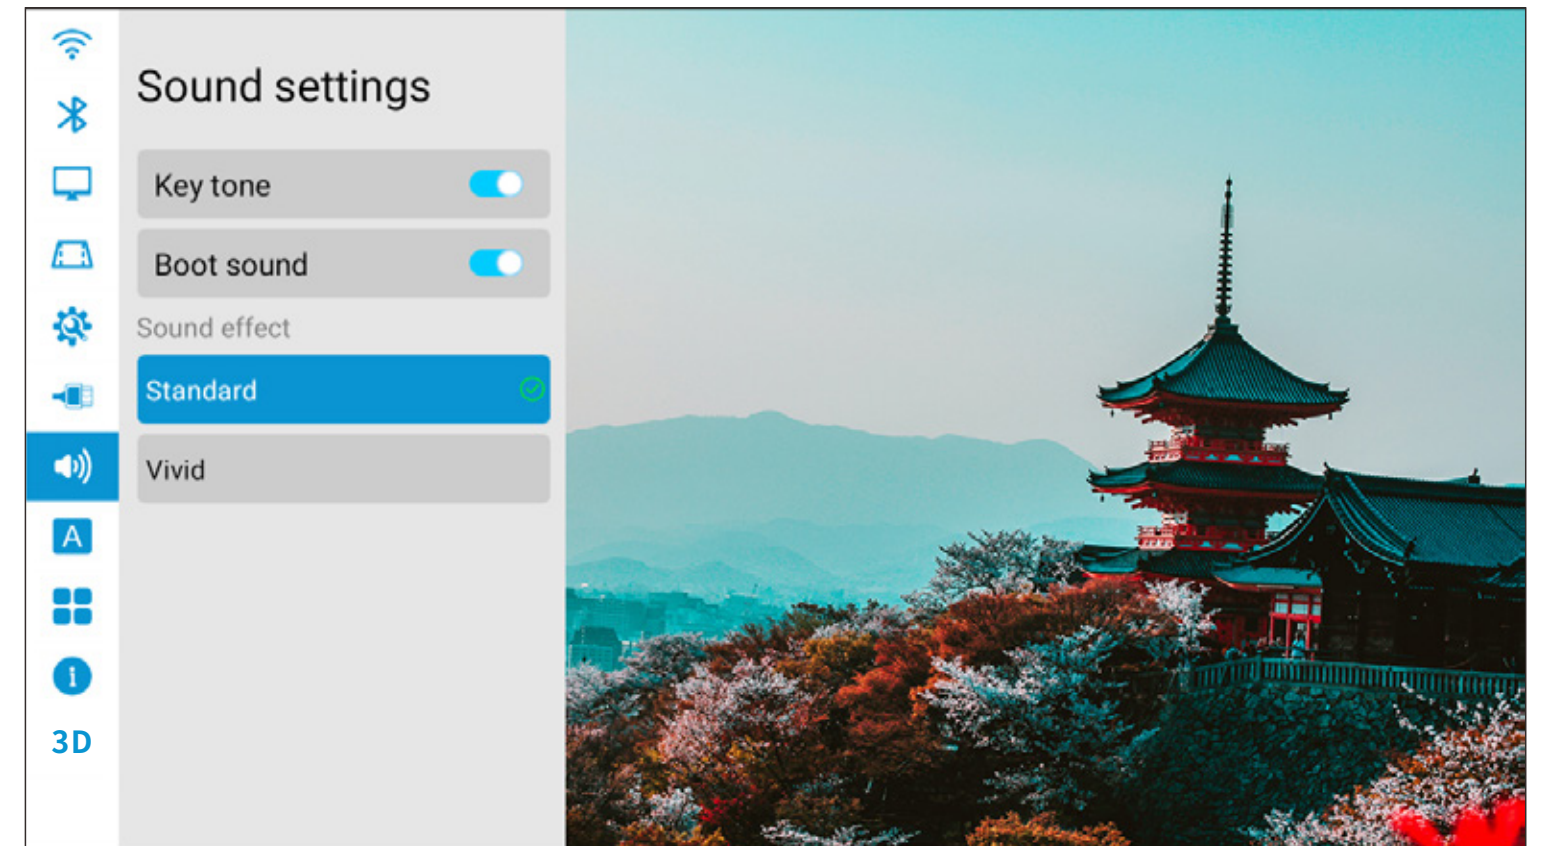 Sound settings
Key tone
Boot sound
Sound effect
Standard
Vivid
A
i
3D